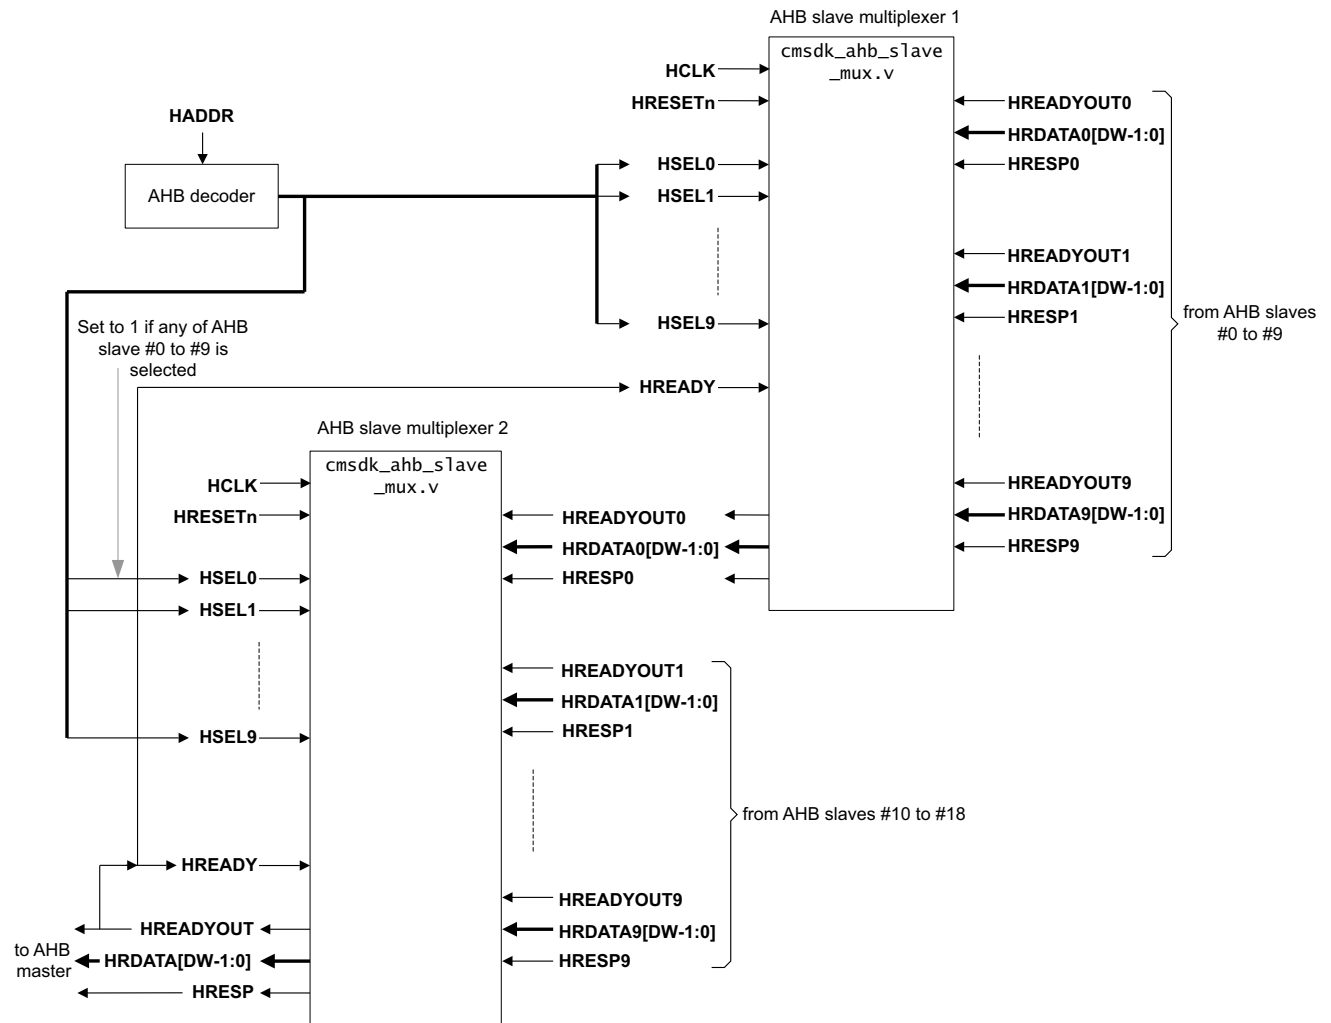 AHB slave multiplexer 1
cmsdk_ahb_slave
_mux.v
HCLK
HRESETn
HREADYOUT0
HRDATA0[DW-1:0]
HRESP0
HADDR
AHB decoder
HSEL0
HSEL1
HSEL9
HREADY
HREADYOUT1
HRDATA1[DW-1:0]
HRESP1
from AHB slaves
#0 to #9
HREADYOUT9
HRDATA9[DW-1:0]
HRESP9
Set to 1 if any of AHB
slave #0 to #9 is
selected
AHB slave multiplexer 2
cmsdk_ahb_slave
_mux.v
HCLK
HRESETn
HSEL0
HSEL1
HSEL9
HREADY
HREADYOUT
HRDATA[DW-1:0]
HRESP
to AHB
master
HREADYOUT0
HRDATA0[DW-1:0]
HRESP0
HREADYOUT1
HRDATA1[DW-1:0]
HRESP1
from AHB slaves #10 to #18
HREADYOUT9
HRDATA9[DW-1:0]
HRESP9